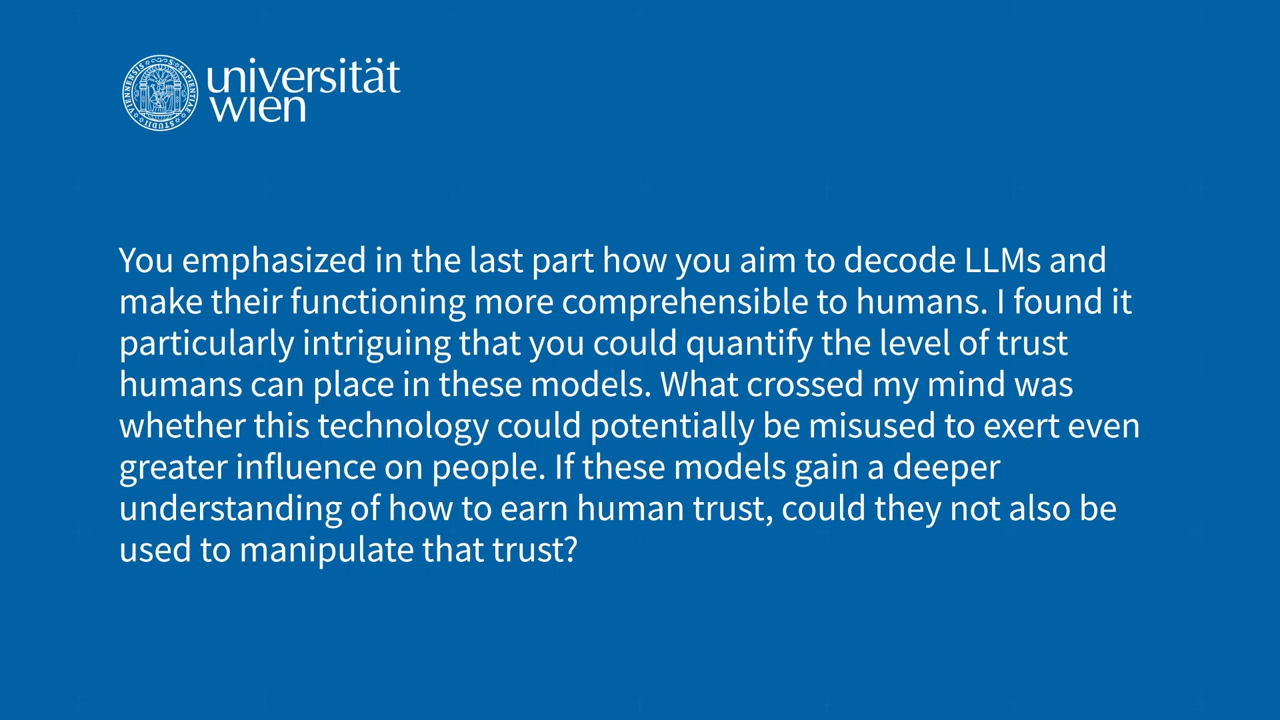 universität
wien
STUDII
VIENNENSIS
SAPIENTIAE
You emphasized in the last part how you aim to decode LLMs and
make their functioning more comprehensible to humans. I found it
particularly intriguing that you could quantify the level of trust
humans can place in these models. What crossed my mind was
whether this technology could potentially be misused to exert even
greater influence on people. If these models gain a deeper
understanding of how to earn human trust, could they not also be
used to manipulate that trust?